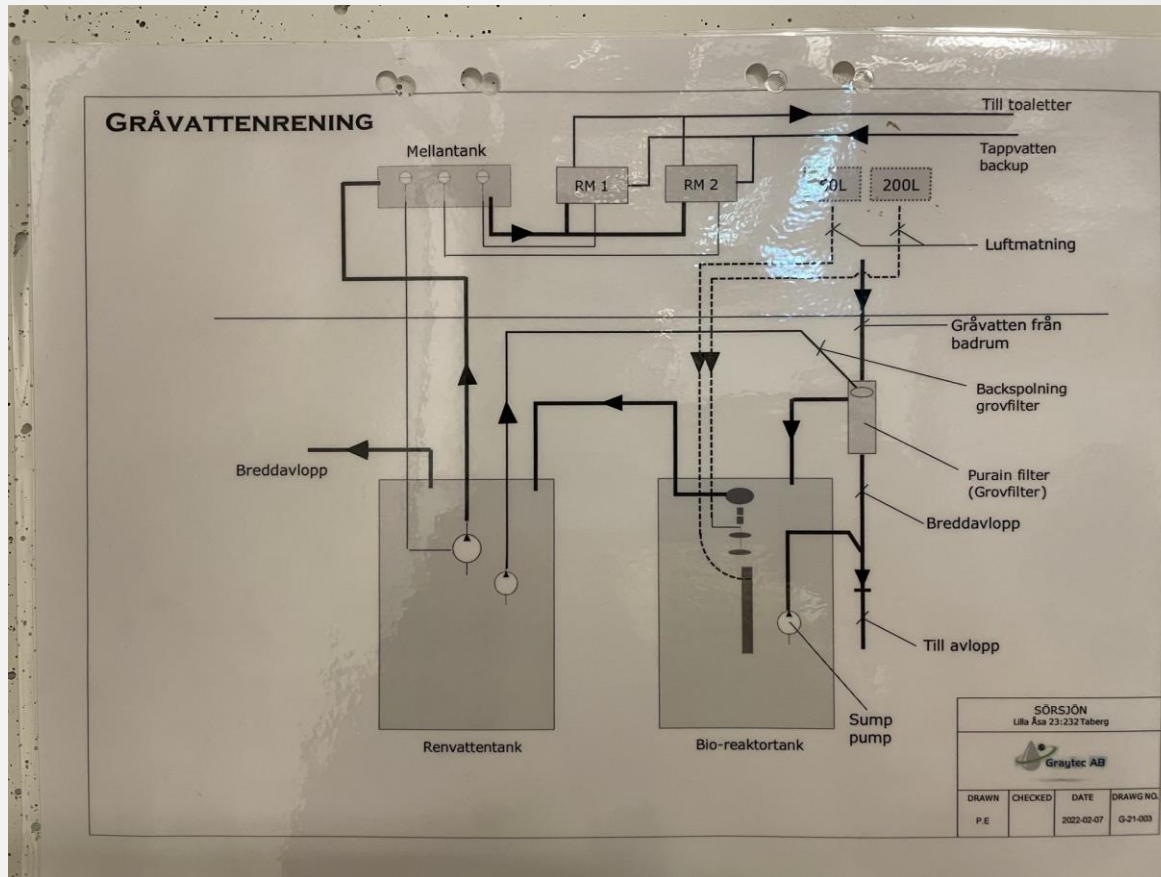 GRÅVATTENRENING
Till toaletter
Mellantank
Tappvatten
backup
RM 1
RM 2
200L
Luftmatning
Gråvatten från
badrum
Backspolning
grovfilter
Breddavlopp
Purain filter
(Grovfilter)
Breddavlopp
Till avlopp
Sump
pump
Renvattentank
Bio-reaktortank
SÖRSJÖN
Lilla Åsa 23:232 Taberg
Graytec AB
DRAWN
CHECKED
DATE
DRAWG NO.
P.E
2022-02-07
G-21-003